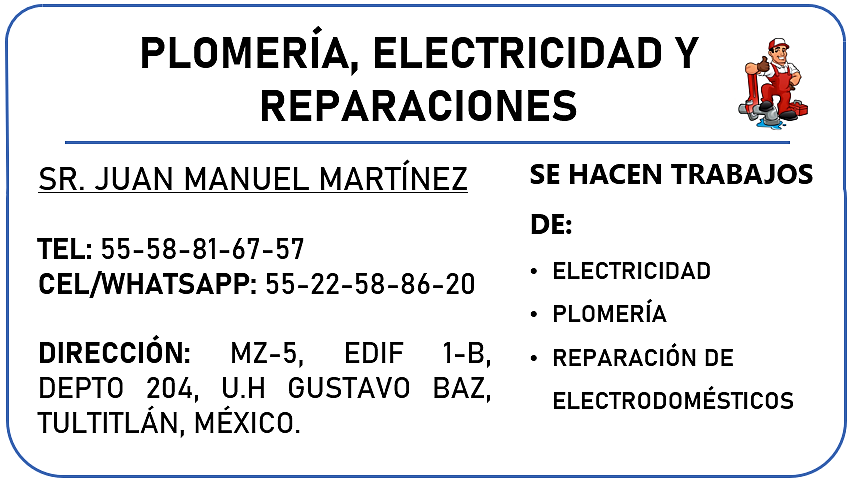 PLOMERÍA, ELECTRICIDAD Y
REPARACIONES
SR. JUAN MANUEL MARTÍNEZ
TEL: 55-58-81-67-57
CEL/WHATSAPP: 55-22-58-86-20
DIRECCIÓN: MZ-5, EDIF 1-B,
DEPTO 204, U.H GUSTAVO BAZ,
TULTITLÁN, MÉXICO.
SE HACEN TRABAJOS
DE:
• ELECTRICIDAD
• PLOMERÍA
• REPARACIÓN DE
ELECTRODOMÉSTICOS